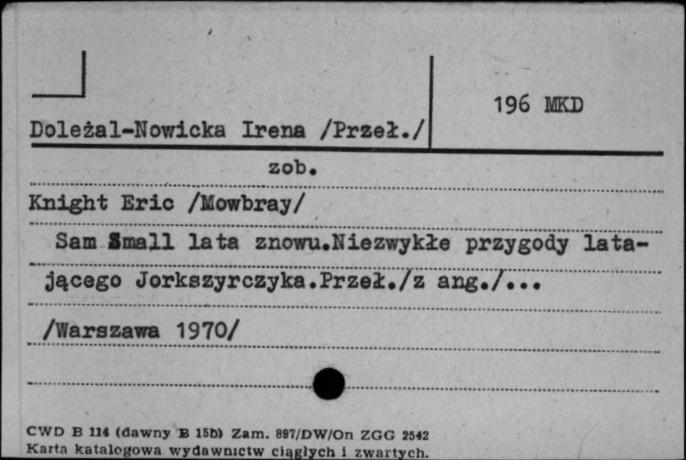 196 MKD
Doleżal-Nowicka Irena /Przeł./
zob.
Knight Eric /Mowbray/
Sam Small lata znowu.Niezwykłe przygody lata-
jącego Jorkszyrczyka.Przeł./z ang./...
/Warszawa 1970/
CWD B 114 (dawny B 15b) Zam. 897/DW/On ZGG 2542
Karta katalogowa wydawnictw ciągłych i zwartych.